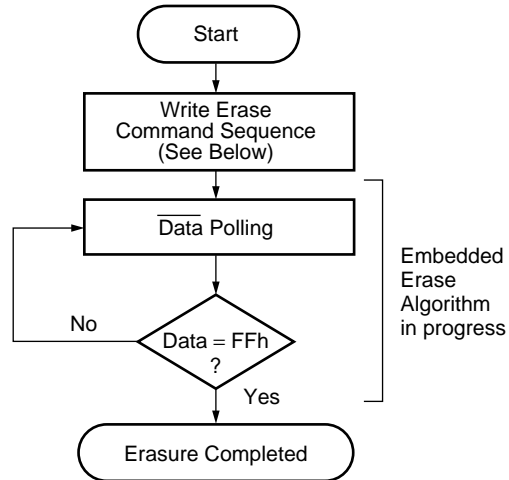 Start
Write Erase
Command Sequence
(See Below)
Data Polling
Embedded
Erase
Algorithm
in progress
No
Data = FFh
?
Yes
Erasure Completed